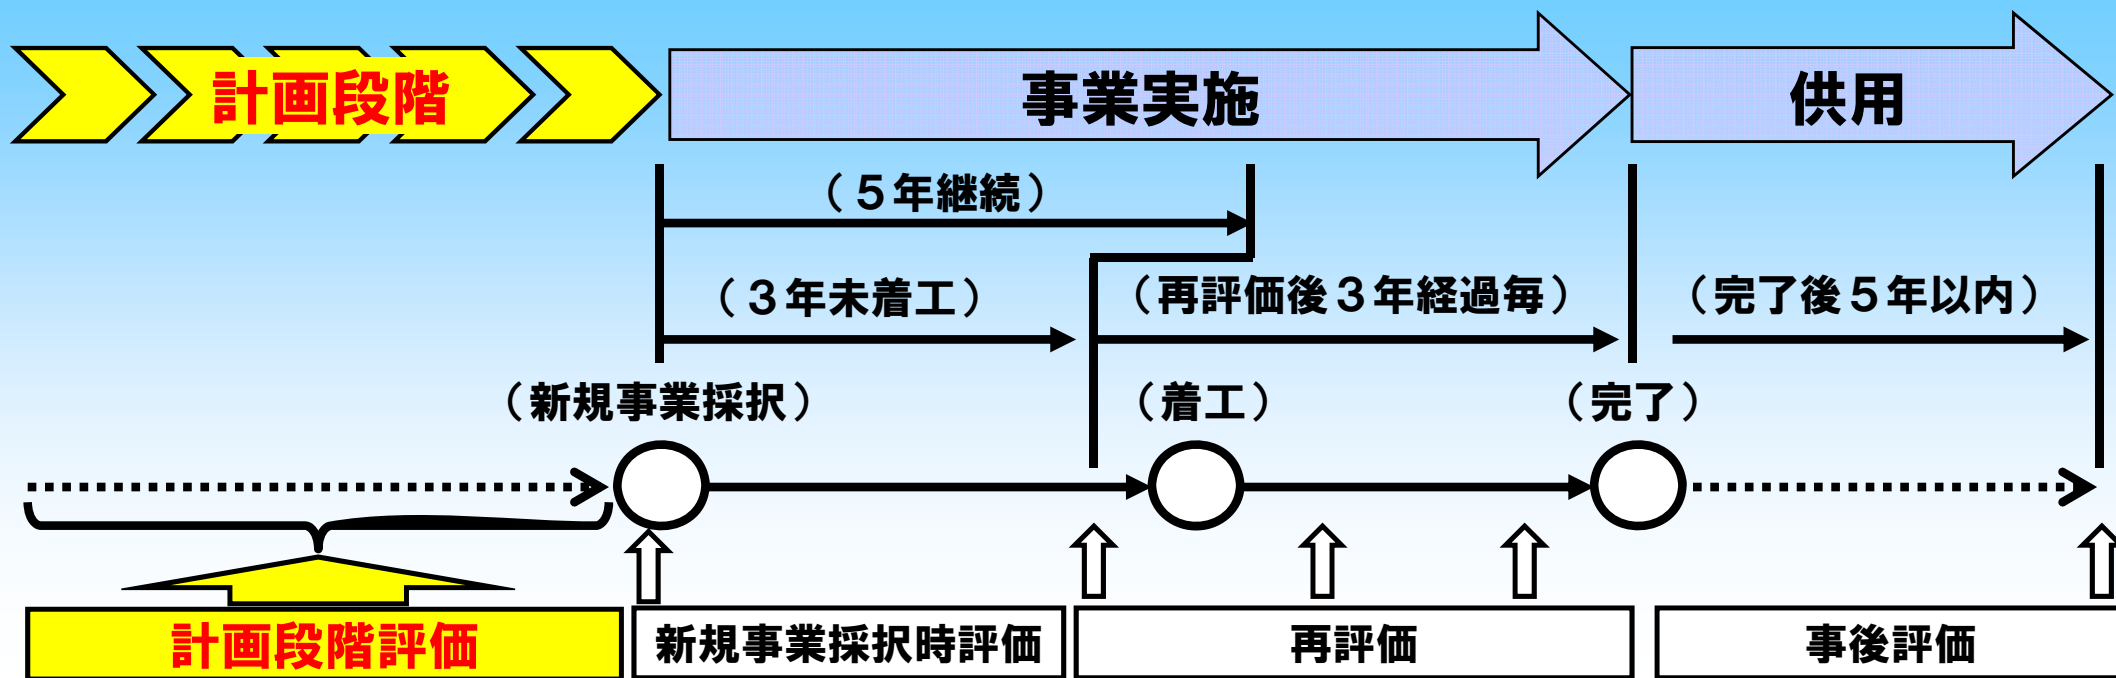 計画段階
事業実施
供用
（５年継続）
（３年未着工）
（再評価後３年経過毎）
（完了後５年以内）
（新規事業採択）
（着工）
（完了）
計画段階評価
新規事業採択時評価
再評価
事後評価